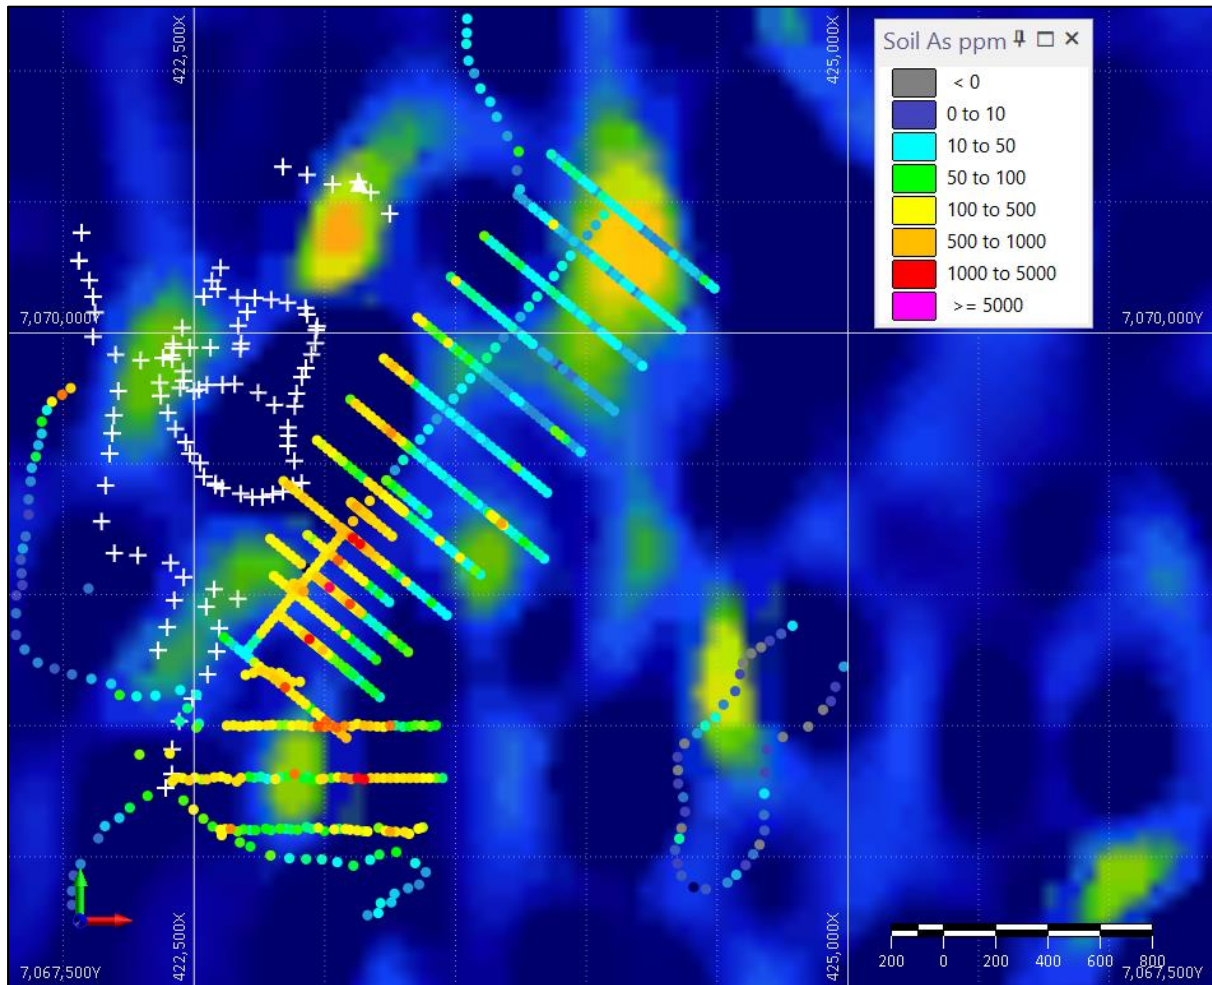 422,500X
425,000X
Soil As ppm
< 0
0 to 10
10 to 50
50 to 100
100 to 500
500 to 1000
1000 to 5000
>= 5000
7,070,000Y
7,070,000Y
422,500X
425,000X
200 0 200 400 600 800
7,067,500Y
7,067,500Y